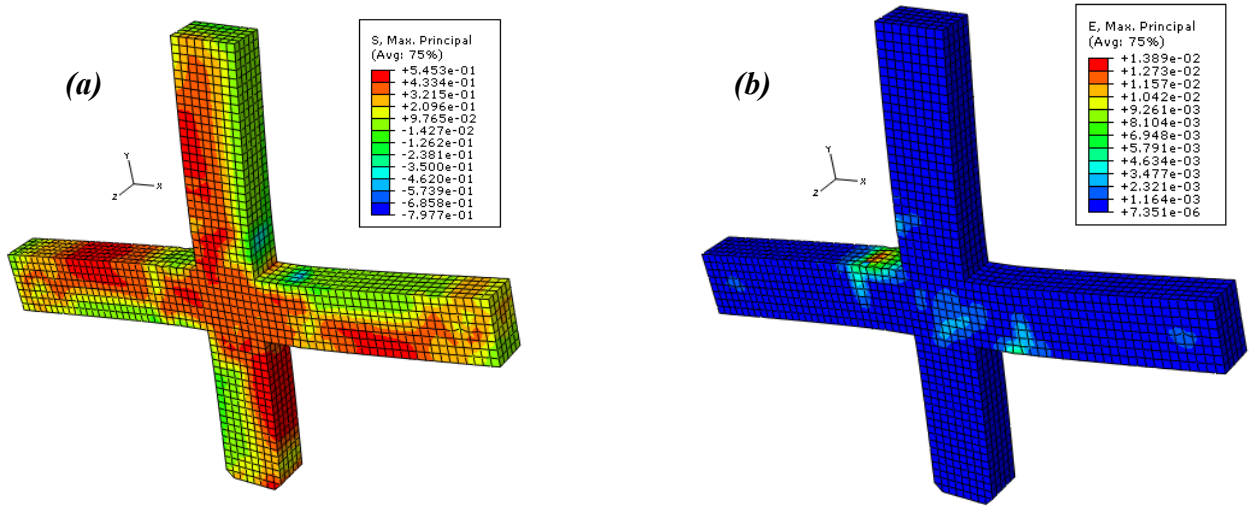 (a)
S, Max. Principal
(Avg: 75%)
+5.453e-01
+4.334e-01
+3.215e-01
+2.096e-01
+9.765e-02
-1.427e-02
-1.262e-01
-2.381e-01
-3.500e-01
-4.620e-01
-5.739e-01
-6.858e-01
-7.977e-01
Y
X
Z
(b)
E, Max. Principal
(Avg: 75%)
+1.389e-02
+1.273e-02
+1.157e-02
+1.042e-02
+9.261e-03
+8.104e-03
+6.948e-03
+5.791e-03
+4.634e-03
+3.477e-03
+2.321e-03
+1.164e-03
+7.351e-06
Y
X
Z